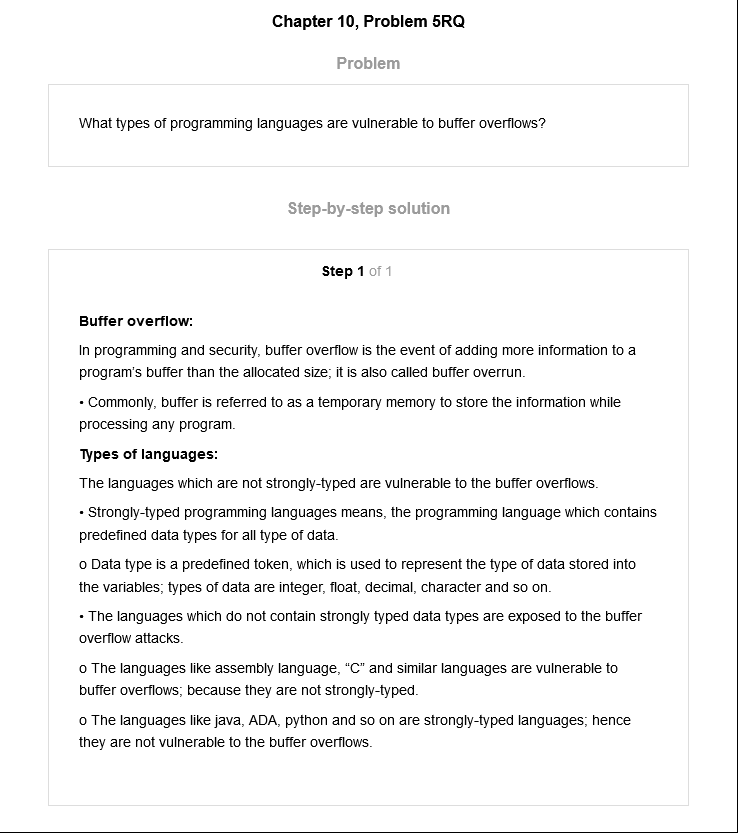 Chapter 10, Problem 5RQ
Problem
What types of programming languages are vulnerable to buffer overflows?
Step-by-step solution
Step 1 of 1
Buffer overflow:
In programming and security, buffer overflow is the event of adding more information to a
program's buffer than the allocated size; it is also called buffer overrun.
• Commonly, buffer is referred to as a temporary memory to store the information while
processing any program.
Types of languages:
The languages which are not strongly-typed are vulnerable to the buffer overflows.
• Strongly-typed programming languages means, the programming language which contains
predefined data types for all type of data.
o Data type is a predefined token, which is used to represent the type of data stored into
the variables; types of data are integer, float, decimal, character and so on.
• The languages which do not contain strongly typed data types are exposed to the buffer
overflow attacks.
o The languages like assembly language, “C” and similar languages are vulnerable to
buffer overflows; because they are not strongly-typed.
o The languages like java, ADA, python and so on are strongly-typed languages; hence
they are not vulnerable to the buffer overflows.